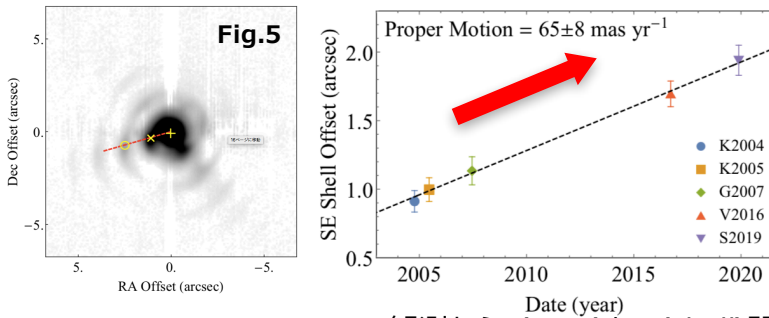 Fig.5
Dec Offset (arcsec)
5.
0.
-5.
5.
0.
-5.
RA Offset (arcsec)
Proper Motion = 65±8 mas yr⁻¹
SE Shell Offset (arcsec)
2.0
1.5
1.0
0.5
K2004
K2005
G2007
V2016
S2019
2005
2010
2015
2020
Date (year)